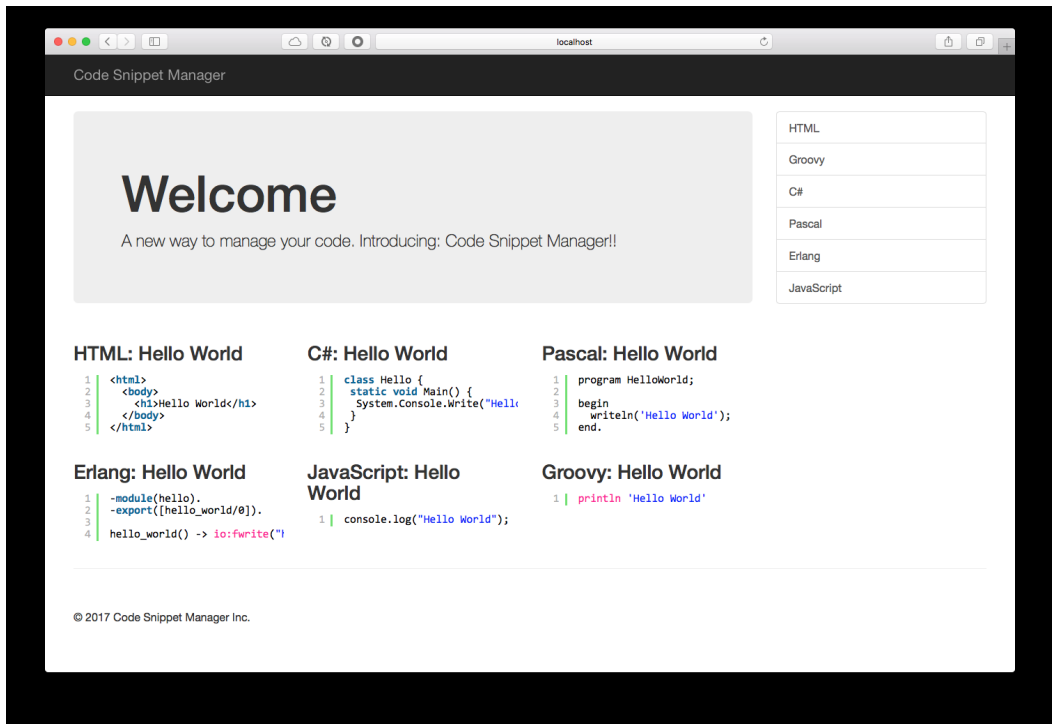 localhost
Code Snippet Manager
Welcome
A new way to manage your code. Introducing: Code Snippet Manager!!
HTML
Groovy
C#
Pascal
Erlang
JavaScript
HTML: Hello World
1 <html>
2 <body>
3 <h1>Hello World</h1>
4 </body>
5 </html>
C#: Hello World
1 class Hello {
2 static void Main() {
3 System.Console.Write("Hello
4 }
5 }
Pascal: Hello World
1 program HelloWorld;
2
3 begin
4 writeln('Hello World');
5 end.
Erlang: Hello World
1 -module(hello).
2 -export([hello_world/0]).
3
4 hello_world() -> io:fwrite("h
JavaScript: Hello
World
1 console.log("Hello World");
Groovy: Hello World
1 println 'Hello World'
© 2017 Code Snippet Manager Inc.